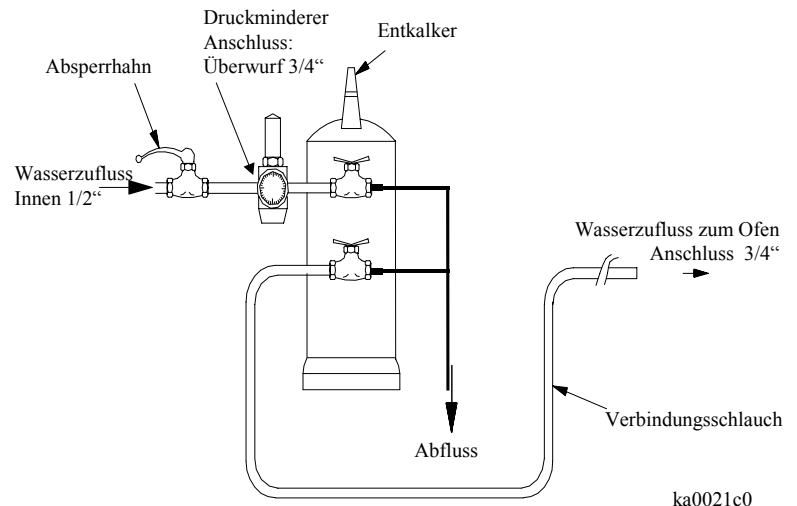 Druckminderer
Anschluss:
Überwurf 3/4“
Entkalker
Absperrhahn
Wasserzufluss
Innen 1/2“
Wasserzufluss zum Ofen
Anschluss 3/4“
Verbindungsschlauch
Abfluss
ka0021c0